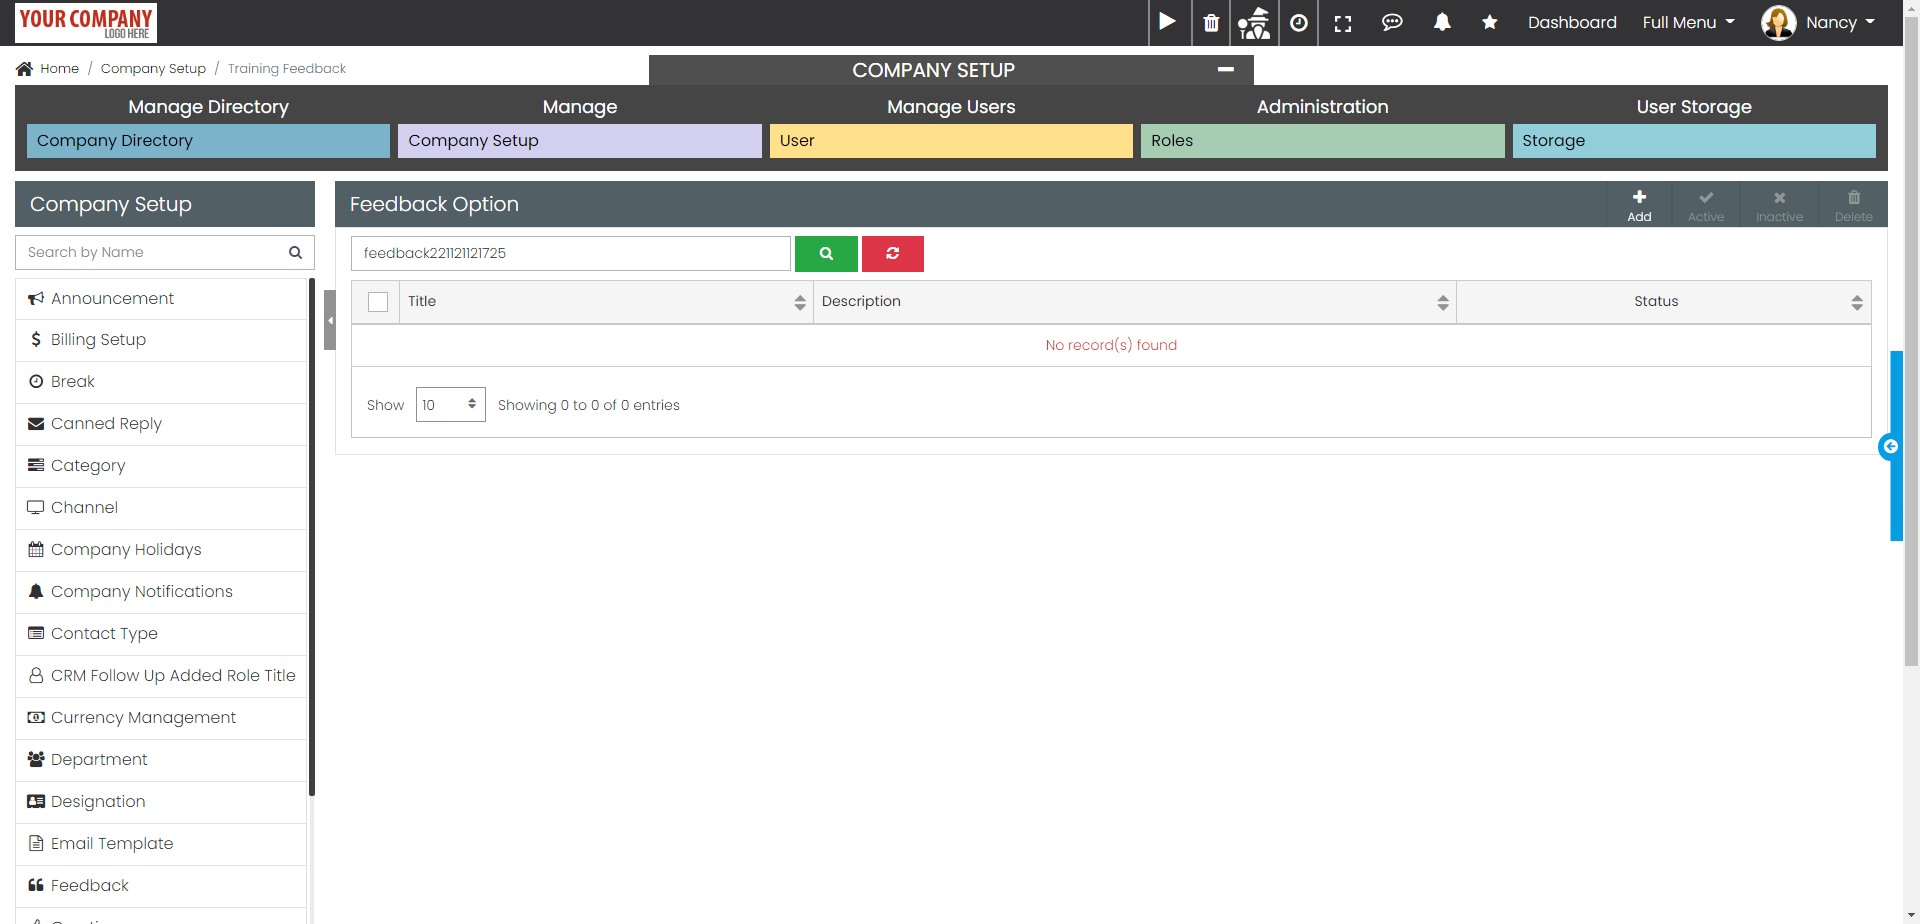 YOUR COMPANY
LOGO HERE
Dashboard
Full Menu
Nancy
Home / Company Setup / Training Feedback
COMPANY SETUP
Manage Directory
Manage
Manage Users
Administration
User Storage
Company Directory
Company Setup
User
Roles
Storage
Company Setup
Feedback Option
Add
Active
Inactive
Delete
Search by Name
feedback221121121725
Title
Description
Status
No record(s) found
Show 10 Showing 0 to 0 of 0 entries
Announcement
Billing Setup
Break
Canned Reply
Category
Channel
Company Holidays
Company Notifications
Contact Type
CRM Follow Up Added Role Title
Currency Management
Department
Designation
Email Template
Feedback